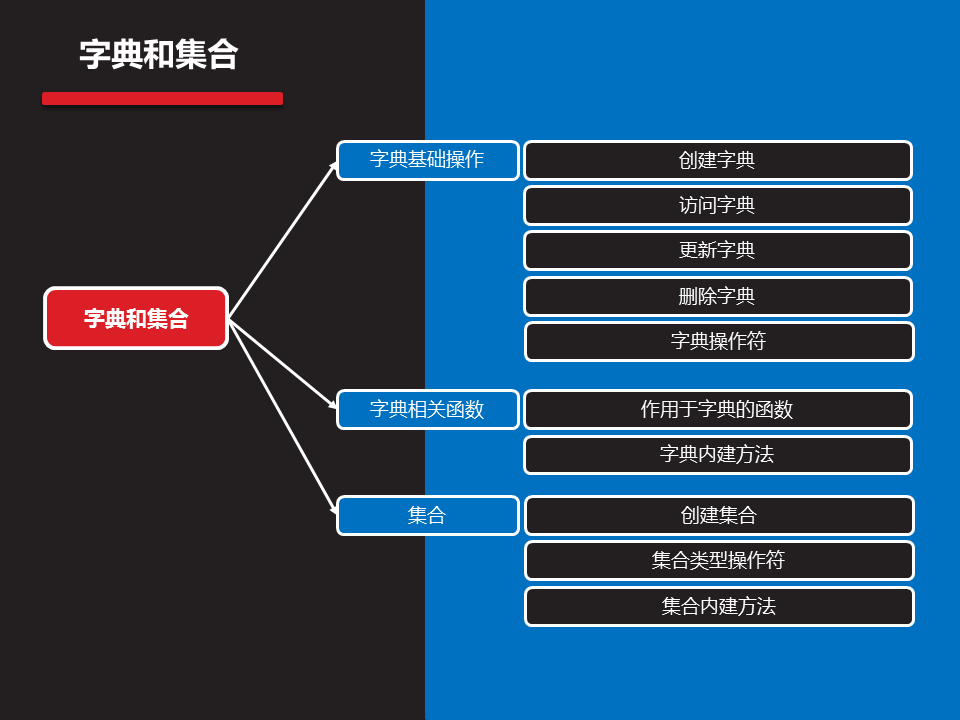 字典和集合
字典和集合
字典基础操作
创建字典
访问字典
更新字典
删除字典
字典操作符
字典相关函数
作用于字典的函数
字典内建方法
集合
创建集合
集合类型操作符
集合内建方法